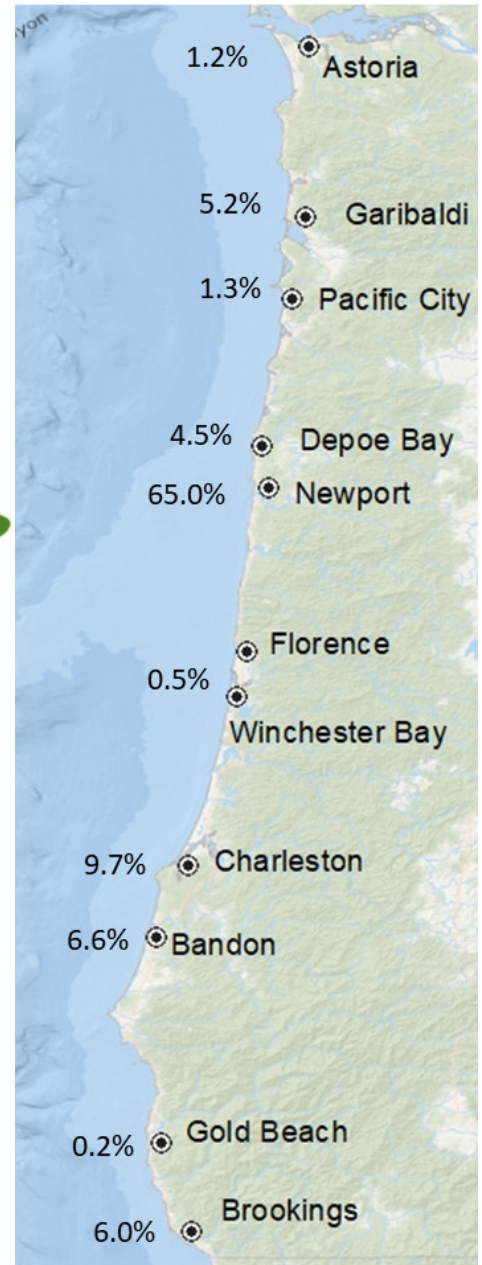 yon
1.2%
Astoria
5.2%
Garibaldi
1.3%
Pacific City
4.5%
Depoe Bay
65.0%
Newport
Florence
0.5%
Winchester Bay
9.7%
Charleston
6.6%
Bandon
0.2%
Gold Beach
6.0%
Brookings